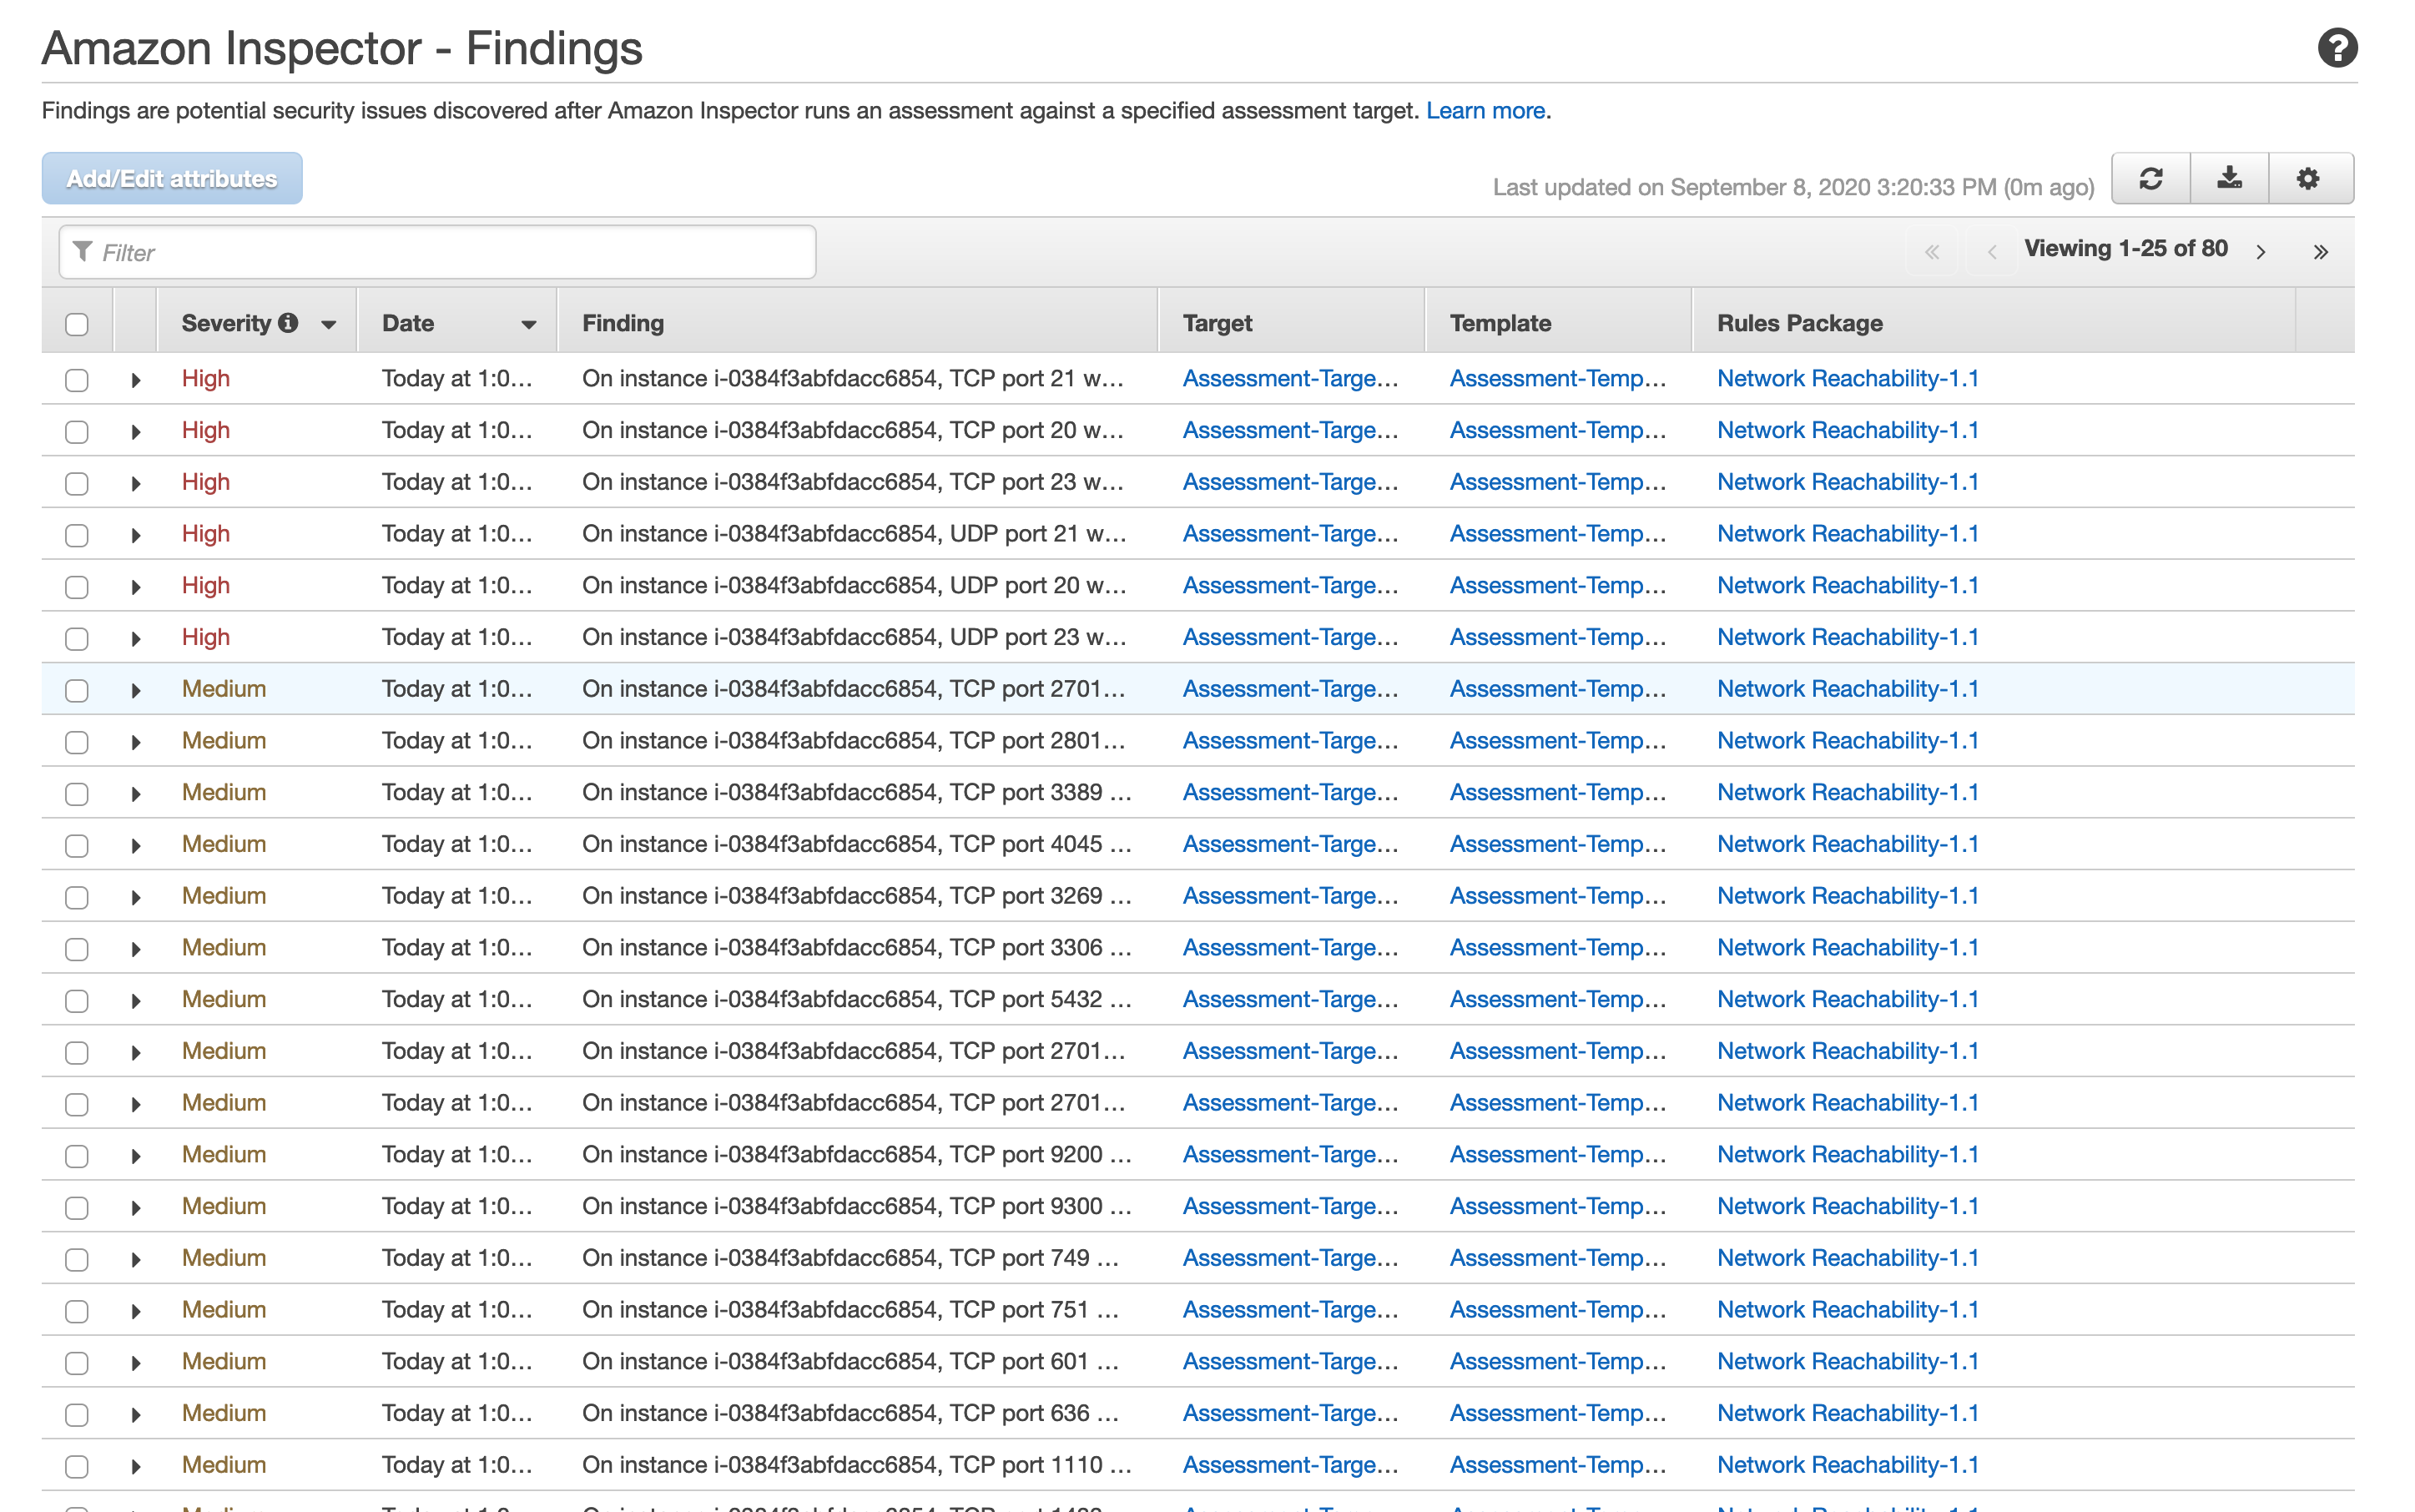 Amazon Inspector - Findings
Findings are potential security issues discovered after Amazon Inspector runs an assessment against a specified assessment target. Learn more.
Add/Edit attributes
Last updated on September 8, 2020 3:20:33 PM (0m ago)
Filter
Viewing 1-25 of 80
Severity Date Finding Target Template Rules Package
High Today at 1:0... On instance i-0384f3abfdacc6854, TCP port 21 w... Assessment-Targe... Assessment-Temp... Network Reachability-1.1
High Today at 1:0... On instance i-0384f3abfdacc6854, TCP port 20 w... Assessment-Targe... Assessment-Temp... Network Reachability-1.1
High Today at 1:0... On instance i-0384f3abfdacc6854, TCP port 23 w... Assessment-Targe... Assessment-Temp... Network Reachability-1.1
High Today at 1:0... On instance i-0384f3abfdacc6854, UDP port 21 w... Assessment-Targe... Assessment-Temp... Network Reachability-1.1
High Today at 1:0... On instance i-0384f3abfdacc6854, UDP port 20 w... Assessment-Targe... Assessment-Temp... Network Reachability-1.1
High Today at 1:0... On instance i-0384f3abfdacc6854, UDP port 23 w... Assessment-Targe... Assessment-Temp... Network Reachability-1.1
Medium Today at 1:0... On instance i-0384f3abfdacc6854, TCP port 2701... Assessment-Targe... Assessment-Temp... Network Reachability-1.1
Medium Today at 1:0... On instance i-0384f3abfdacc6854, TCP port 2801... Assessment-Targe... Assessment-Temp... Network Reachability-1.1
Medium Today at 1:0... On instance i-0384f3abfdacc6854, TCP port 3389 ... Assessment-Targe... Assessment-Temp... Network Reachability-1.1
Medium Today at 1:0... On instance i-0384f3abfdacc6854, TCP port 4045 ... Assessment-Targe... Assessment-Temp... Network Reachability-1.1
Medium Today at 1:0... On instance i-0384f3abfdacc6854, TCP port 3269 ... Assessment-Targe... Assessment-Temp... Network Reachability-1.1
Medium Today at 1:0... On instance i-0384f3abfdacc6854, TCP port 3306 ... Assessment-Targe... Assessment-Temp... Network Reachability-1.1
Medium Today at 1:0... On instance i-0384f3abfdacc6854, TCP port 5432 ... Assessment-Targe... Assessment-Temp... Network Reachability-1.1
Medium Today at 1:0... On instance i-0384f3abfdacc6854, TCP port 2701... Assessment-Targe... Assessment-Temp... Network Reachability-1.1
Medium Today at 1:0... On instance i-0384f3abfdacc6854, TCP port 2701... Assessment-Targe... Assessment-Temp... Network Reachability-1.1
Medium Today at 1:0... On instance i-0384f3abfdacc6854, TCP port 9200 ... Assessment-Targe... Assessment-Temp... Network Reachability-1.1
Medium Today at 1:0... On instance i-0384f3abfdacc6854, TCP port 9300 ... Assessment-Targe... Assessment-Temp... Network Reachability-1.1
Medium Today at 1:0... On instance i-0384f3abfdacc6854, TCP port 749 ... Assessment-Targe... Assessment-Temp... Network Reachability-1.1
Medium Today at 1:0... On instance i-0384f3abfdacc6854, TCP port 751 ... Assessment-Targe... Assessment-Temp... Network Reachability-1.1
Medium Today at 1:0... On instance i-0384f3abfdacc6854, TCP port 601 ... Assessment-Targe... Assessment-Temp... Network Reachability-1.1
Medium Today at 1:0... On instance i-0384f3abfdacc6854, TCP port 636 ... Assessment-Targe... Assessment-Temp... Network Reachability-1.1
Medium Today at 1:0... On instance i-0384f3abfdacc6854, TCP port 1110 ... Assessment-Targe... Assessment-Temp... Network Reachability-1.1